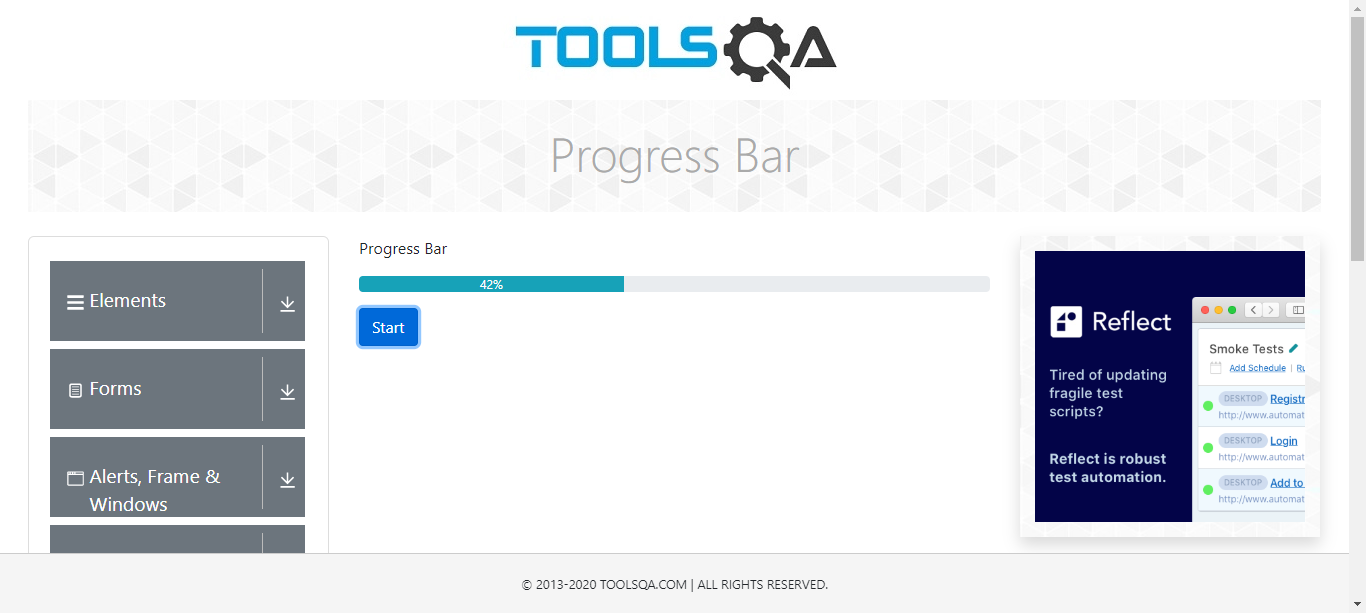 TOOLSQA
Progress Bar
Elements
Forms
Alerts, Frame &
Windows
Progress Bar
42%
Start
Reflect
Tired of updating
fragile test
scripts?
Reflect is robust
test automation.
Smoke Tests
Add Schedule | Ru
DESKTOP Registr
http://www.automat
DESKTOP Login
http://www.automat
DESKTOP Add to
http://www.automat
© 2013-2020 TOOLSQA.COM | ALL RIGHTS RESERVED.